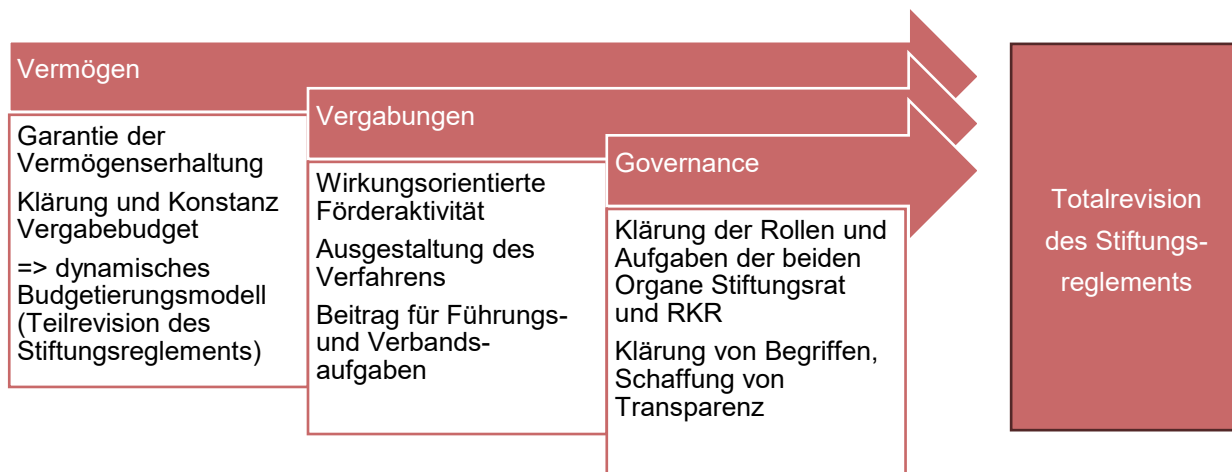 Vermögen
Garantie der
Vermögenserhaltung
Klärung und Konstanz
Vergabebudget
=> dynamisches
Budgetierungsmodell
(Teilrevision des
Stiftungsreglements)
Vergabungen
Wirkungsorientierte
Förderaktivität
Ausgestaltung des
Verfahrens
Beitrag für Führungs-
und Verbands-
aufgaben
Governance
Klärung der Rollen und
Aufgaben der beiden
Organe Stiftungsrat
und RKR
Klärung von Begriffen,
Schaffung von
Transparenz
Totalrevision
des Stiftungs-
reglements